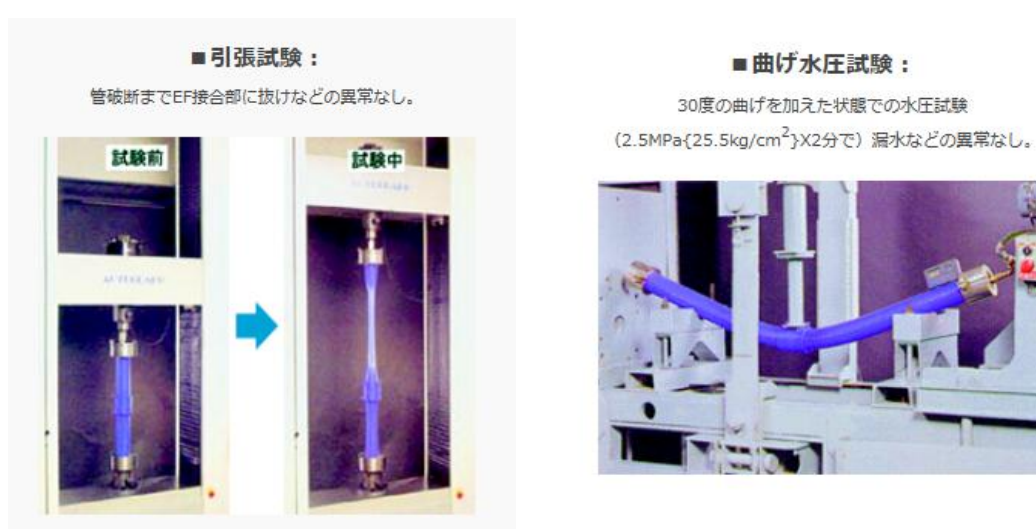 ■引張試験：
管破断までEF接合部に抜けなどの異常なし。
試験前
試験中
AUTOGRAPH
AUTOGRAPH
■曲げ水圧試験：
30度の曲げを加えた状態での水圧試験
（2.5MPa{25.5kg/cm2}X2分で）漏水などの異常なし。